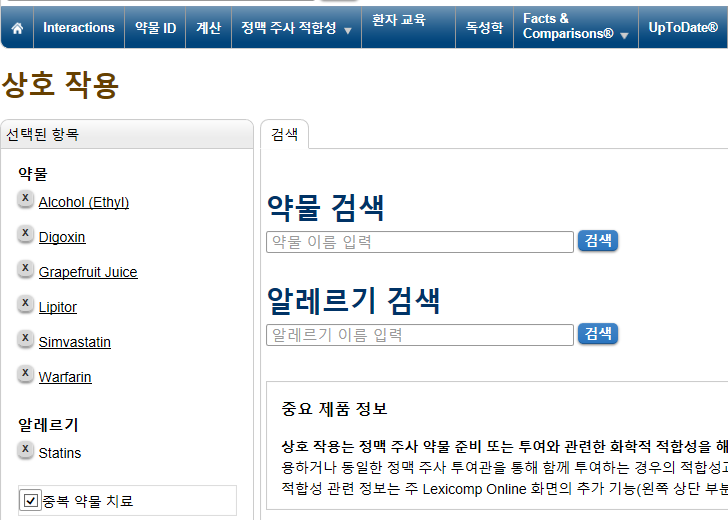 Interactions 약물 ID 계산 정맥 주사 적합성 환자 교육 독성학 Facts & Comparisons® UpToDate®
상호 작용
선택된 항목
검색
약물
x Alcohol (Ethyl)
x Digoxin
x Grapefruit Juice
x Lipitor
x Simvastatin
x Warfarin
알레르기
x Statins
중복 약물 치료
약물 검색
약물 이름 입력 검색
알레르기 검색
알레르기 이름 입력 검색
중요 제품 정보
상호 작용는 정맥 주사 약물 준비 또는 투여와 관련한 화학적 적합성을 해
용하거나 동일한 정맥 주사 투여관을 통해 함께 투여하는 경우의 적합성과
적합성 관련 정보는 주 Lexicomp Online 화면의 추가 기능(왼쪽 상단 부분